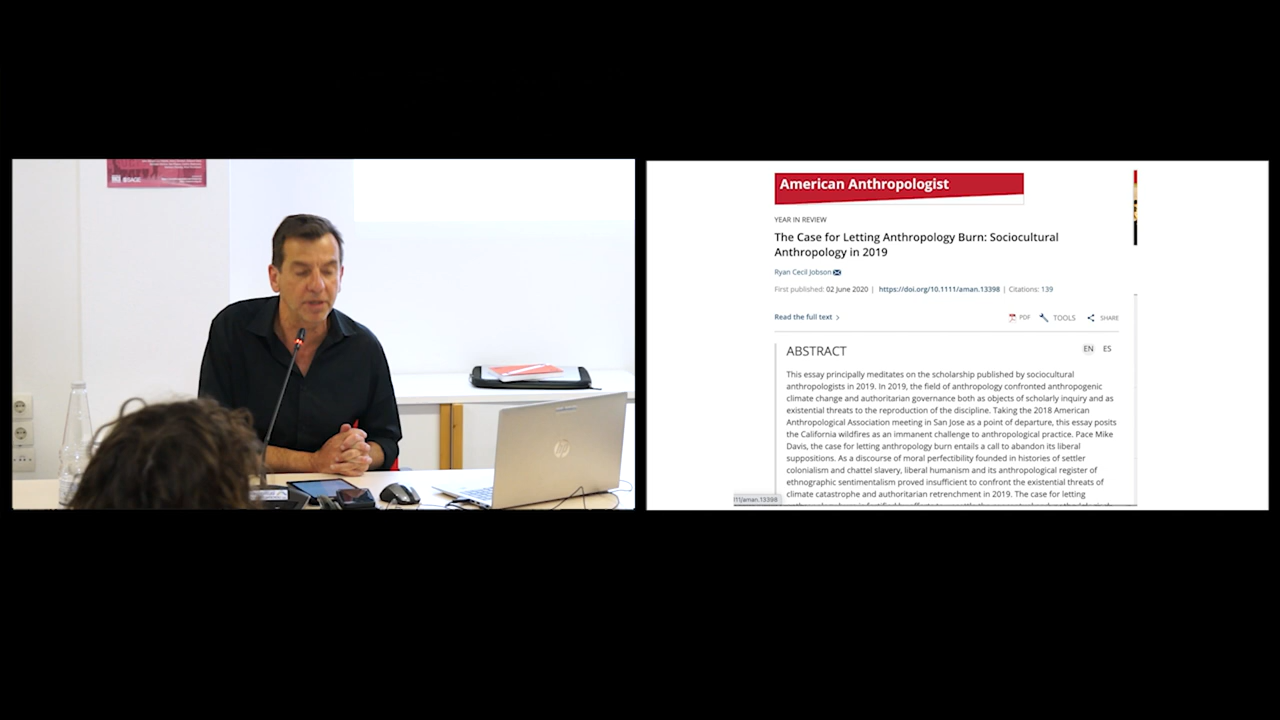 SAGE
hp
American Anthropologist
YEAR IN REVIEW
The Case for Letting Anthropology Burn: Sociocultural
Anthropology in 2019
Ryan Cecil Jobson
First published: 02 June 2020 | https://doi.org/10.1111/aman.13398 | Citations: 139
Read the full text >
PDF TOOLS SHARE
ABSTRACT
EN ES
This essay principally meditates on the scholarship published by sociocultural
anthropologists in 2019. In 2019, the field of anthropology confronted anthropogenic
climate change and authoritarian governance both as objects of scholarly inquiry and as
existential threats to the reproduction of the discipline. Taking the 2018 American
Anthropological Association meeting in San Jose as a point of departure, this essay posits
the California wildfires as an immanent challenge to anthropological practice. Pace Mike
Davis, the case for letting anthropology burn entails a call to abandon its liberal
suppositions. As a discourse of moral perfectibility founded in histories of settler
colonialism and chattel slavery, liberal humanism and its anthropological register of
ethnographic sentimentalism proved insufficient to confront the existential threats of
climate catastrophe and authoritarian retrenchment in 2019. The case for letting
11/aman.13398